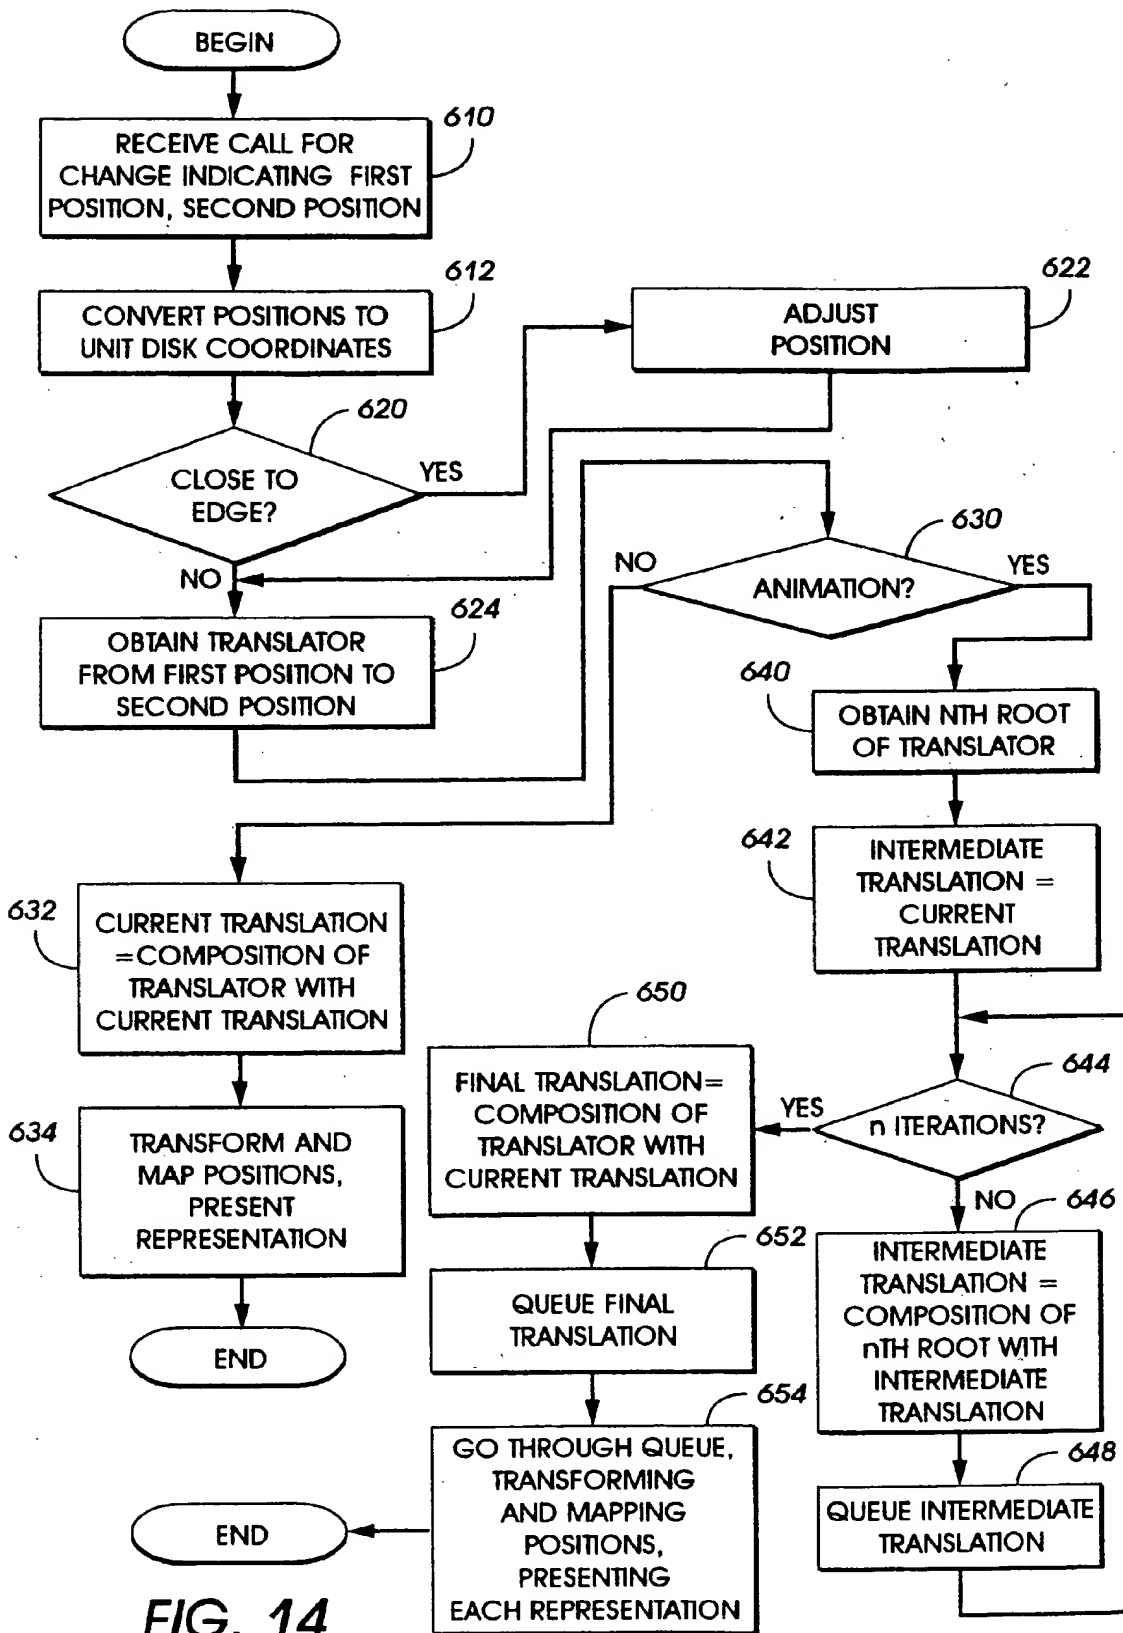 BEGIN
610
RECEIVE CALL FOR
CHANGE INDICATING FIRST
POSITION, SECOND POSITION
612
CONVERT POSITIONS TO
UNIT DISK COORDINATES
622
ADJUST
POSITION
620
CLOSE TO
EDGE?
YES
NO
624
OBTAIN TRANSLATOR
FROM FIRST POSITION TO
SECOND POSITION
630
ANIMATION?
NO
YES
640
OBTAIN NTH ROOT
OF TRANSLATOR
642
INTERMEDIATE
TRANSLATION =
CURRENT
TRANSLATION
632
CURRENT TRANSLATION
=COMPOSITION OF
TRANSLATOR WITH
CURRENT TRANSLATION
634
TRANSFORM AND
MAP POSITIONS,
PRESENT
REPRESENTATION
END
644
n ITERATIONS?
YES
NO
646
INTERMEDIATE
TRANSLATION =
COMPOSITION OF
nTH ROOT WITH
INTERMEDIATE
TRANSLATION
648
QUEUE INTERMEDIATE
TRANSLATION
650
FINAL TRANSLATION=
COMPOSITION OF
TRANSLATOR WITH
CURRENT TRANSLATION
652
QUEUE FINAL
TRANSLATION
654
GO THROUGH QUEUE,
TRANSFORMING
AND MAPPING
POSITIONS,
PRESENTING
EACH REPRESENTATION
END
FIG. 14